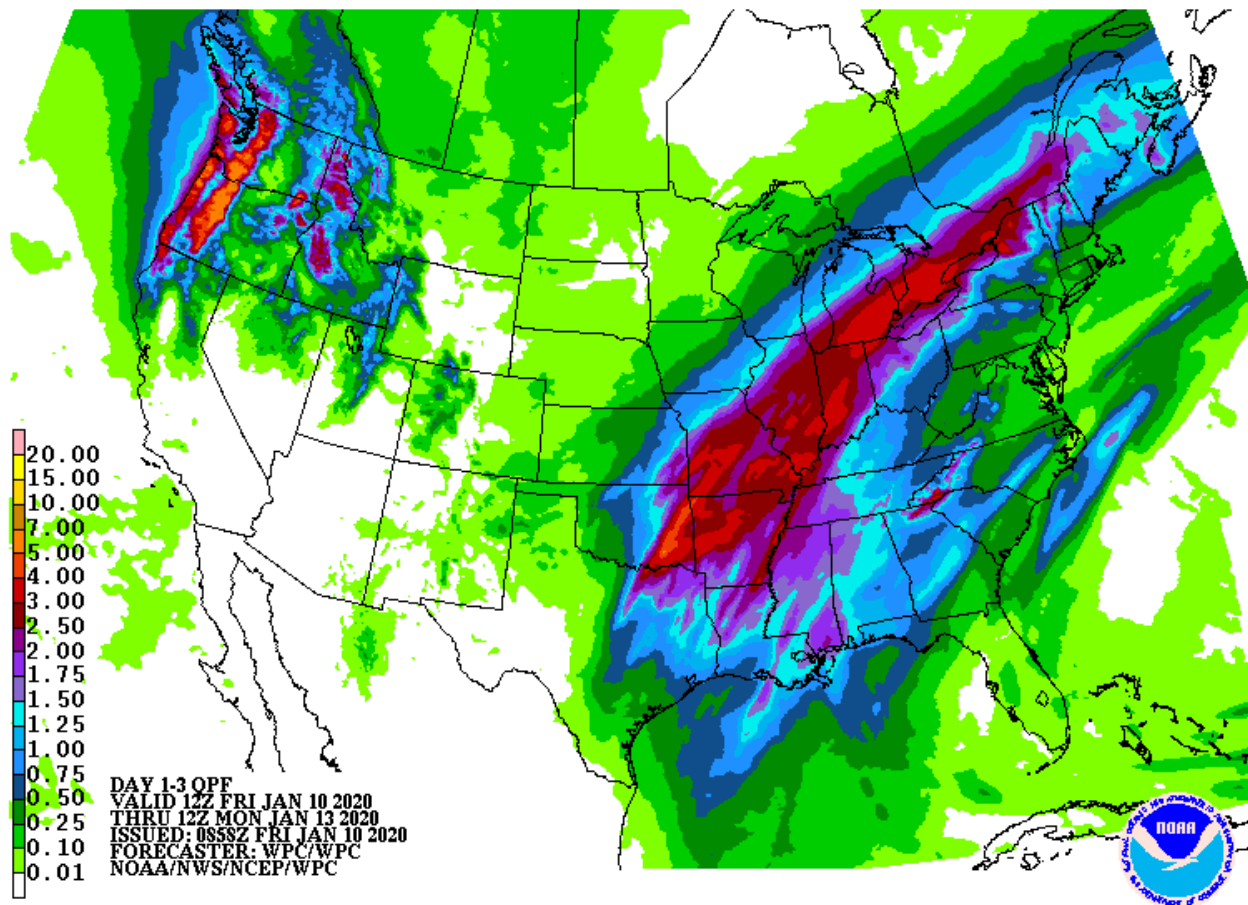 20.00
15.00
10.00
7.00
5.00
4.00
3.00
2.50
2.00
1.75
1.50
1.25
1.00
0.75
0.50
0.25
0.10
0.01
DAY 1-3 QPF
VALID 12Z FRI JAN 10 2020
THRU 12Z MON JAN 13 2020
ISSUED: 0858Z FRI JAN 10 2020
FORECASTER: WPC/WPC
NOAA/NWS/NCEP/WPC
NOAA